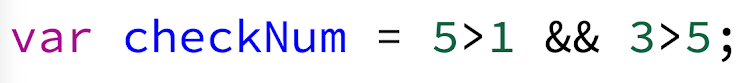 var checkNum = 5>1 && 3>5;